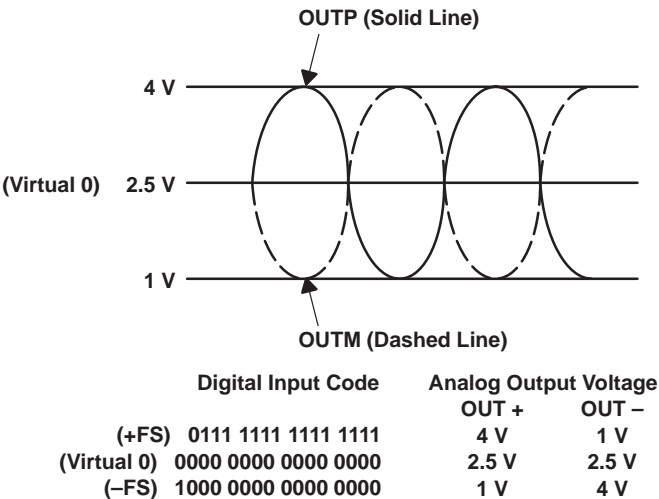 OUTP (Solid Line)
4 V
(Virtual 0) 2.5 V
1 V
OUTM (Dashed Line)
Digital Input Code Analog Output Voltage
OUT + OUT –
(+FS) 0111 1111 1111 1111 4 V 1 V
(Virtual 0) 0000 0000 0000 0000 2.5 V 2.5 V
(–FS) 1000 0000 0000 0000 1 V 4 V